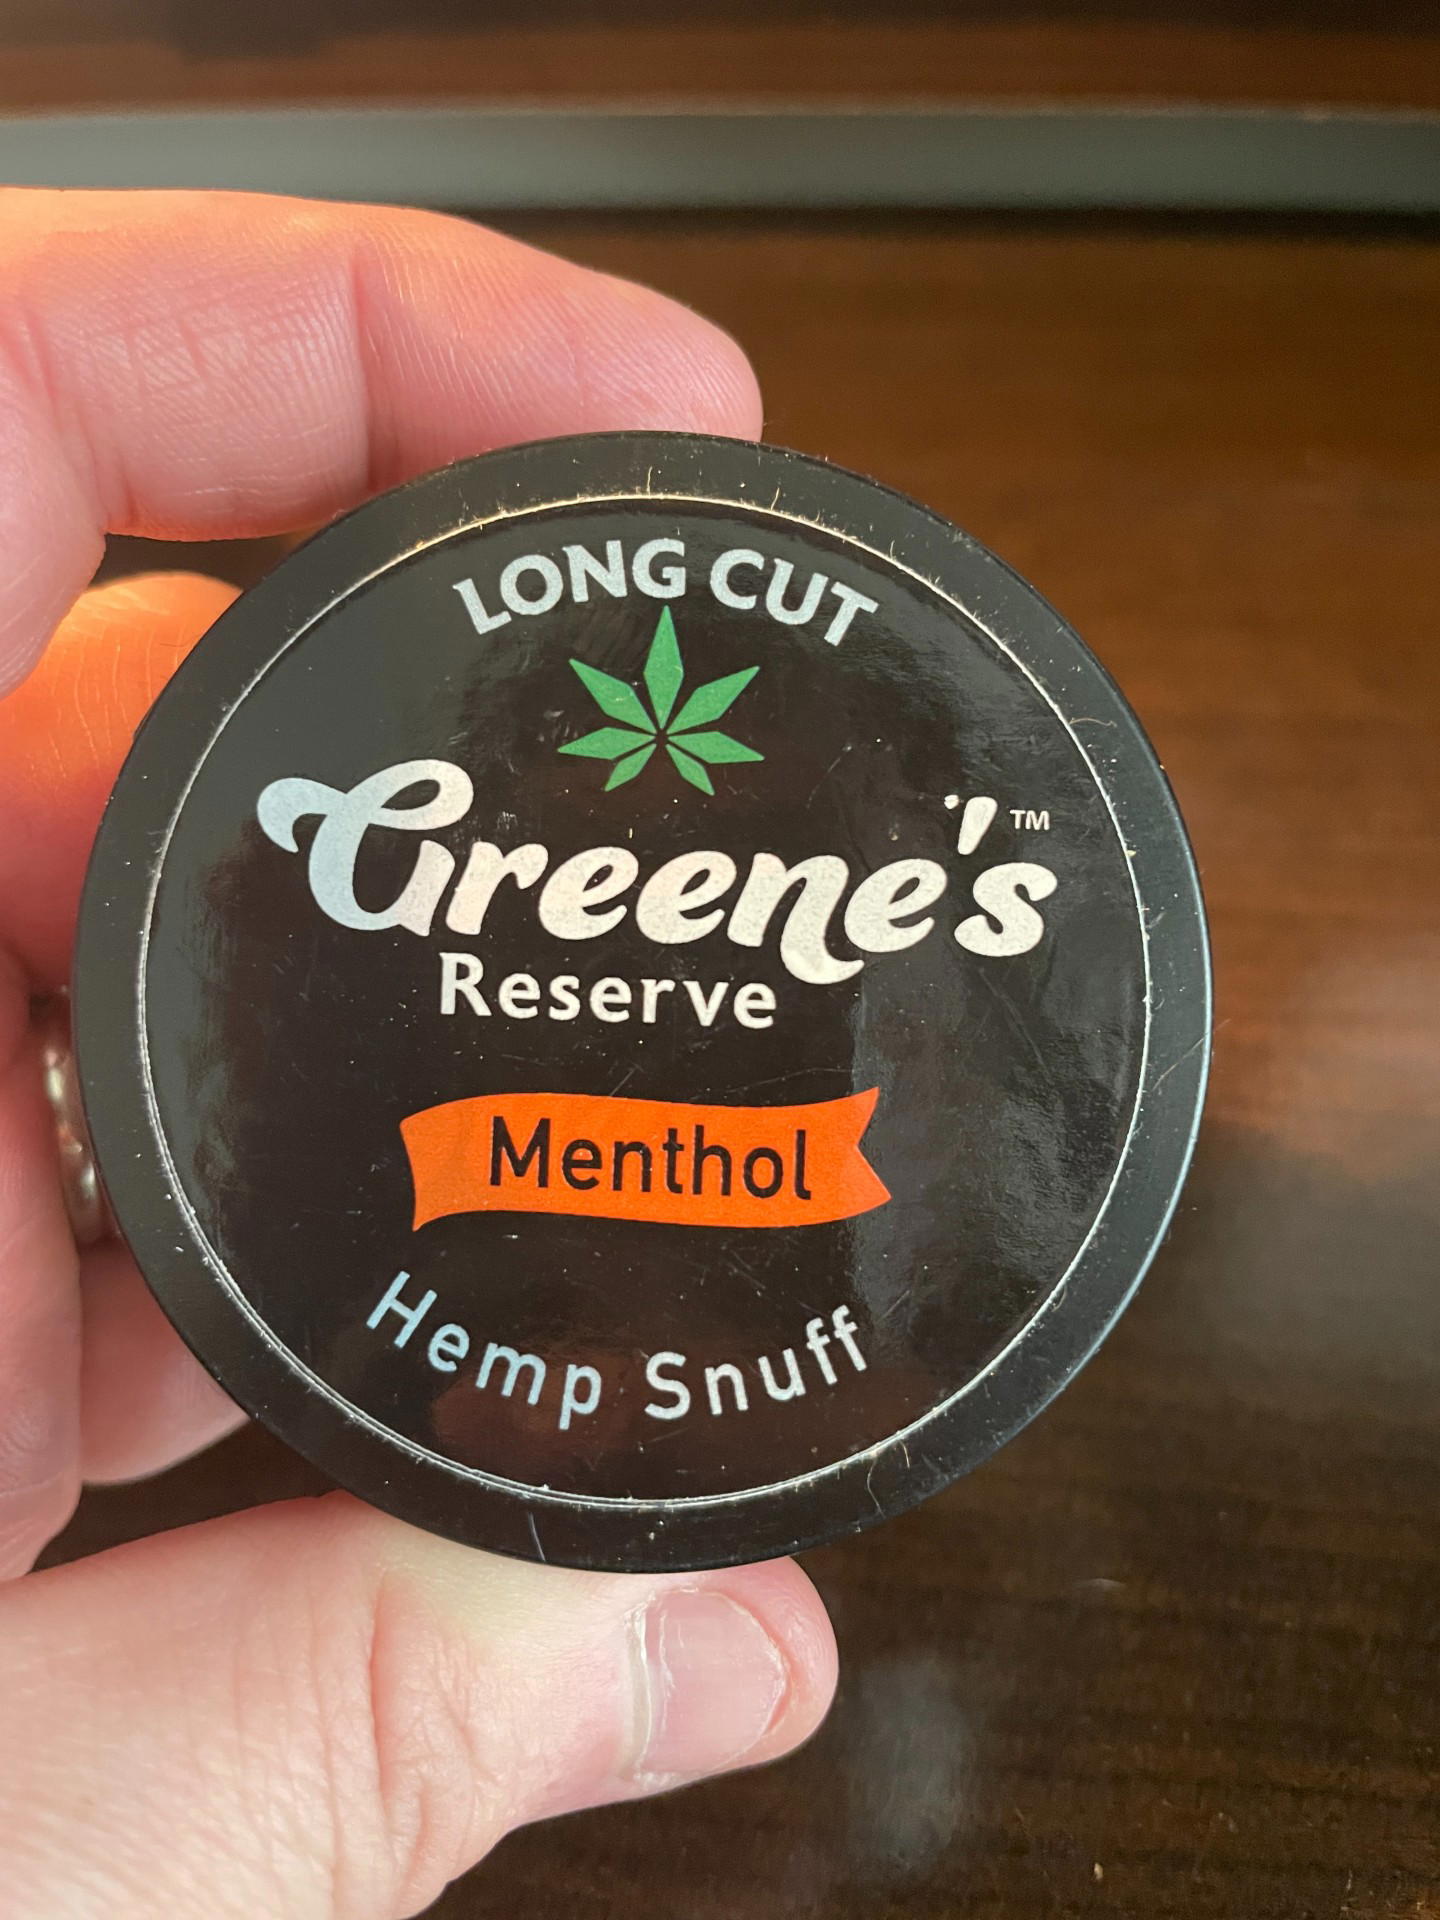 LONG CUT
Greene's™
Reserve
Menthol
Hemp Snuff